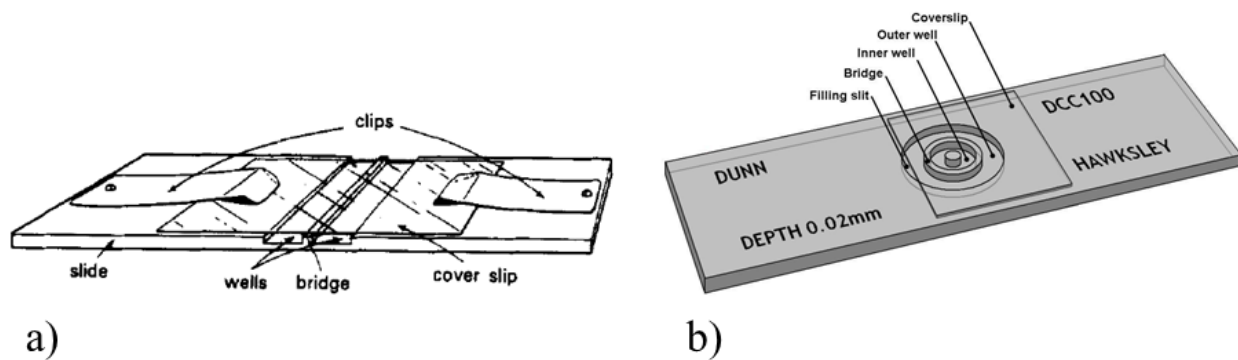 clips
slide
wells
bridge
cover slip
a)
Coverslip
Outer well
Inner well
Bridge
Filling slit
DUNN
DCC100
HAWKSLEY
DEPTH 0.02mm
b)